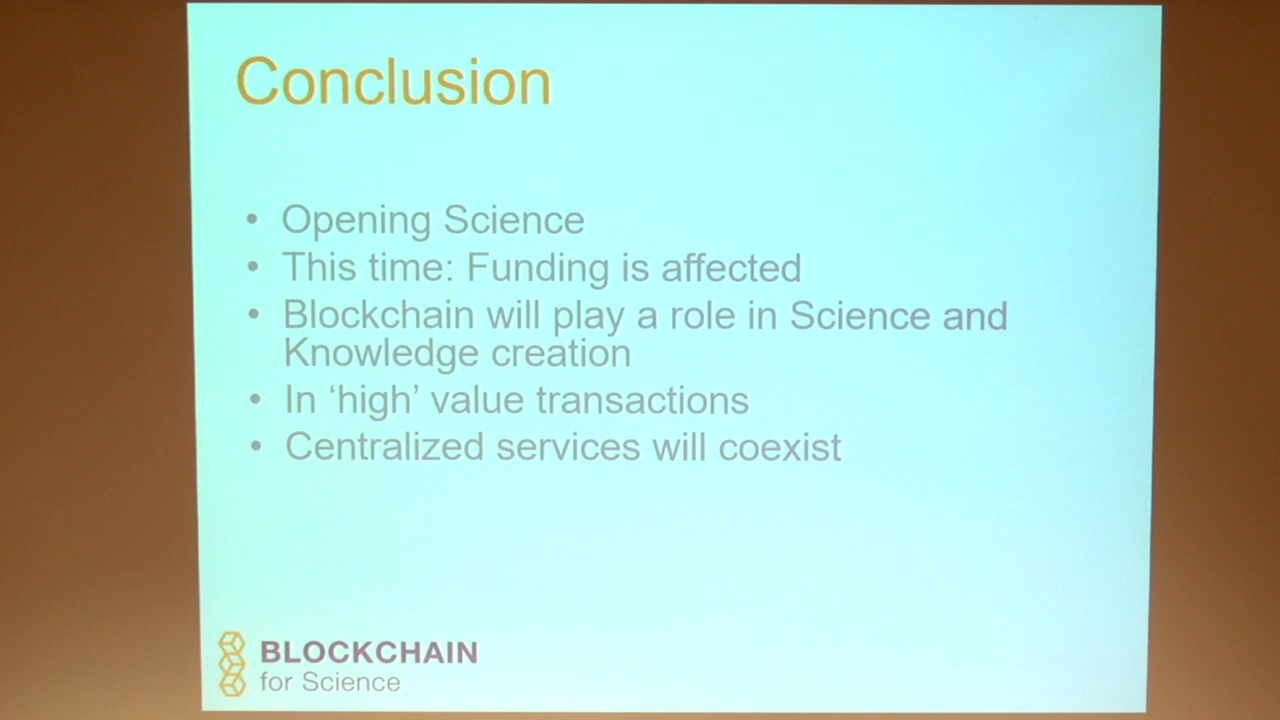 Conclusion
• Opening Science
• This time: Funding is affected
• Blockchain will play a role in Science and
Knowledge creation
• In ‘high’ value transactions
• Centralized services will coexist
BLOCKCHAIN
for Science